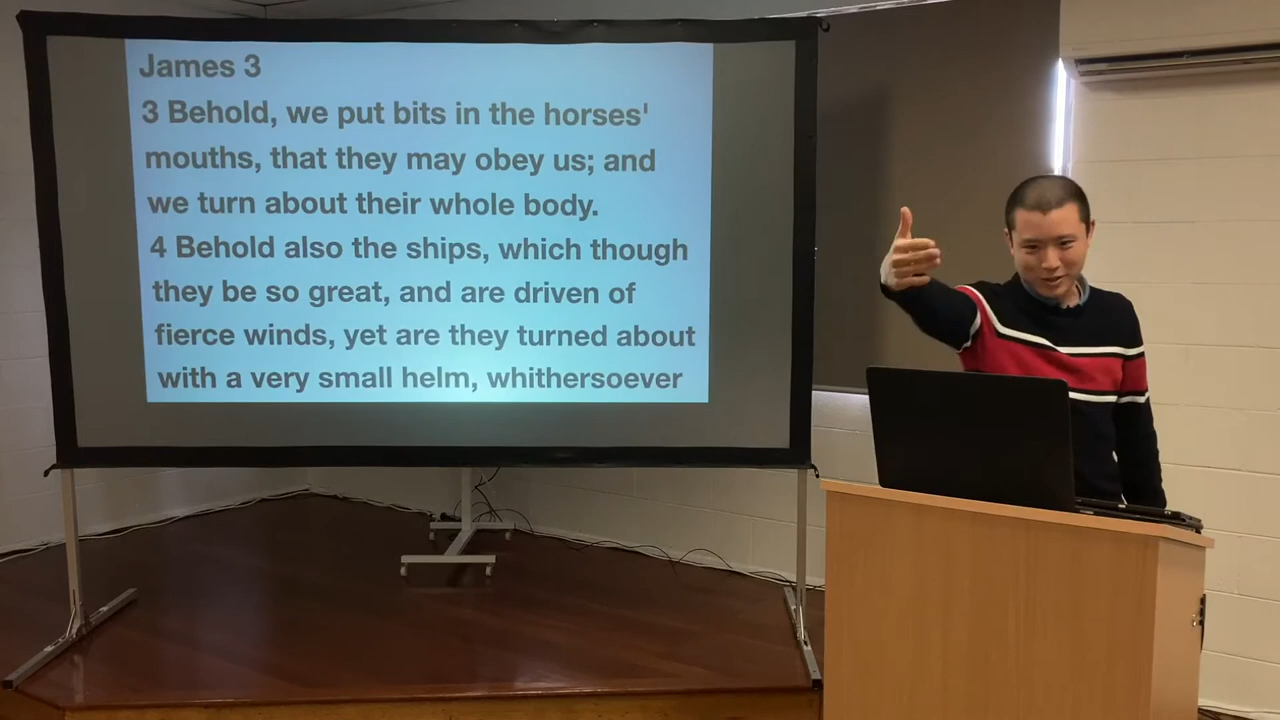 James 3
3 Behold, we put bits in the horses'
mouths, that they may obey us; and
we turn about their whole body.
4 Behold also the ships, which though
they be so great, and are driven of
fierce winds, yet are they turned about
with a very small helm, whithersoever